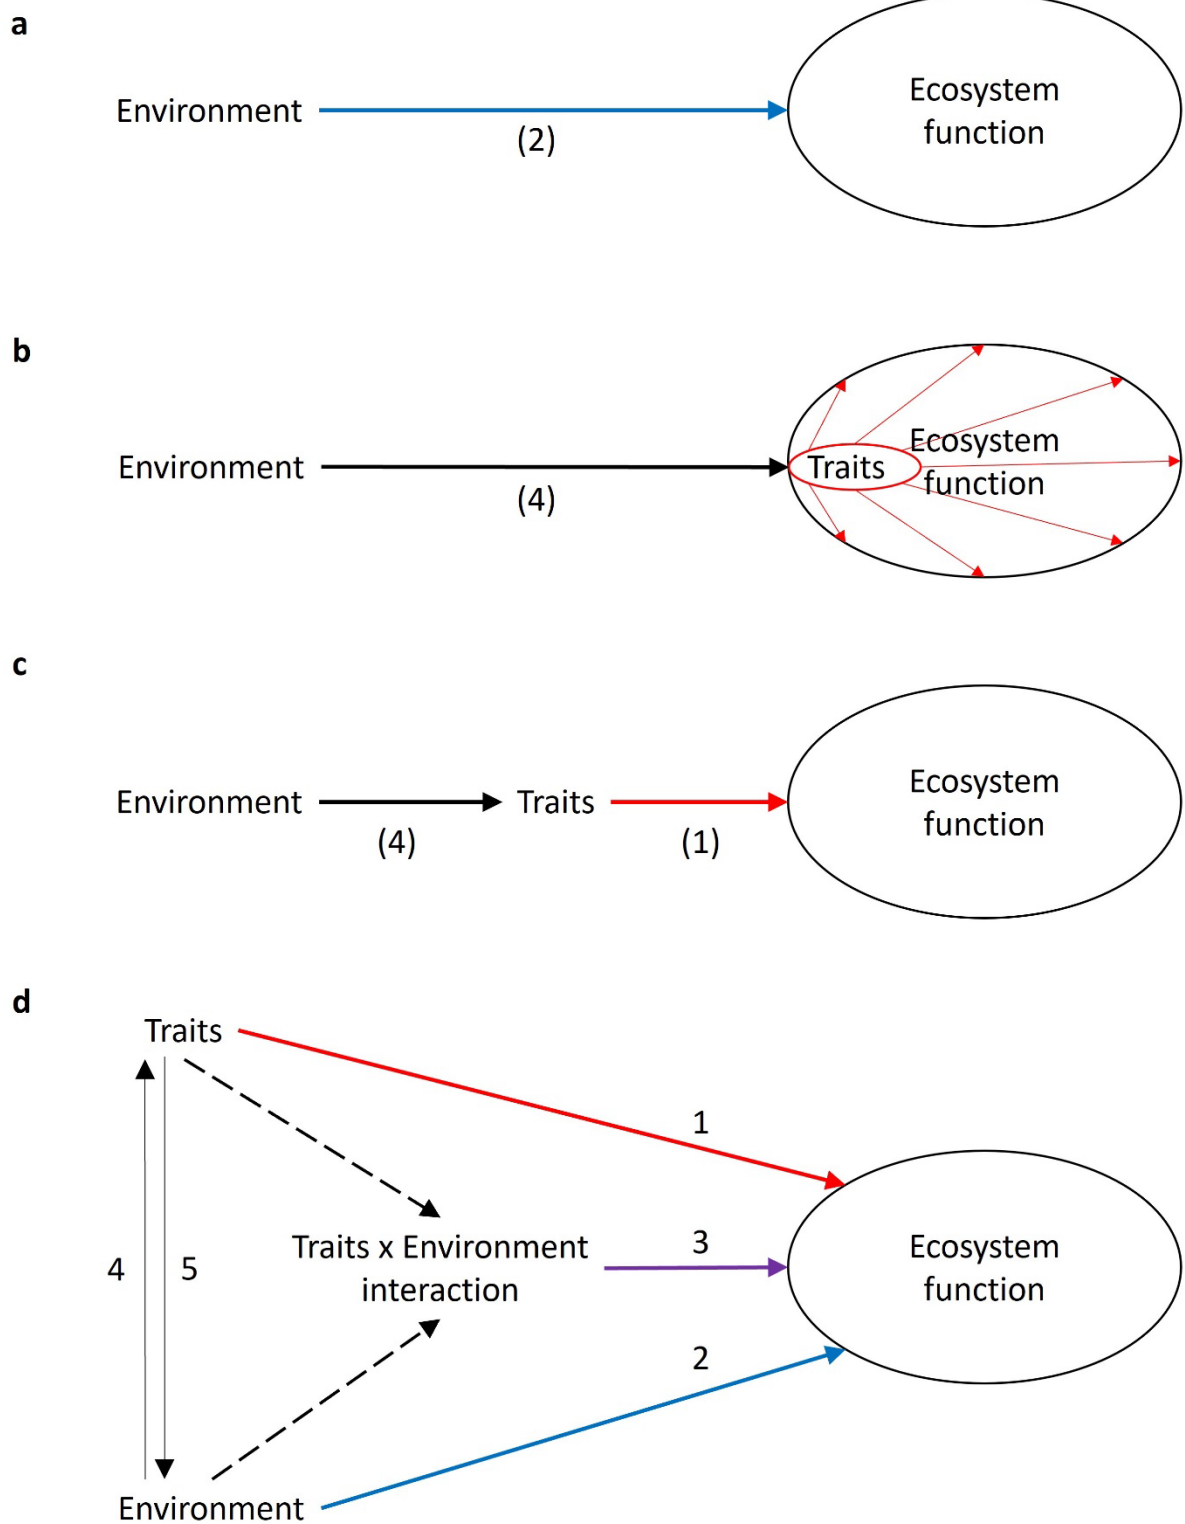 a
Environment
(2)
Ecosystem
function
b
Environment
(4)
Traits
Ecosystem
function
c
Environment
(4)
Traits
(1)
Ecosystem
function
d
Traits
1
4
5
Traits x Environment
interaction
3
Ecosystem
function
2
Environment